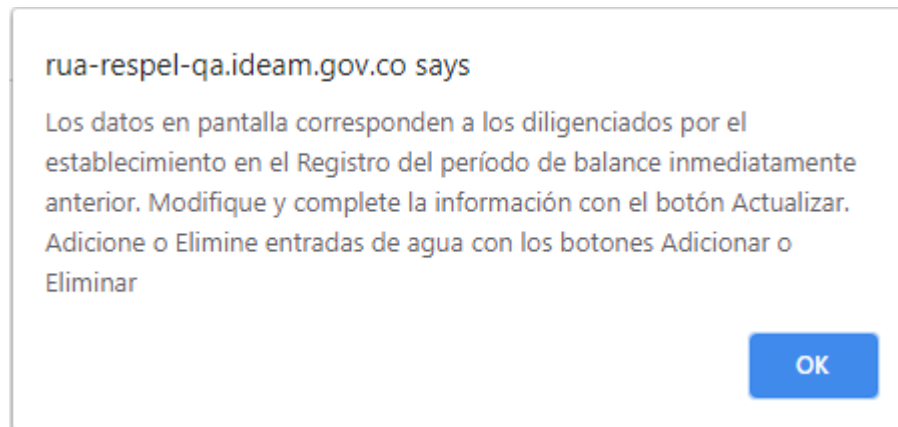 rua-respel-qa.ideam.gov.co says
Los datos en pantalla corresponden a los diligenciados por el
establecimiento en el Registro del período de balance inmediatamente
anterior. Modifique y complete la información con el botón Actualizar.
Adicione o Elimine entradas de agua con los botones Adicionar o
Eliminar
OK